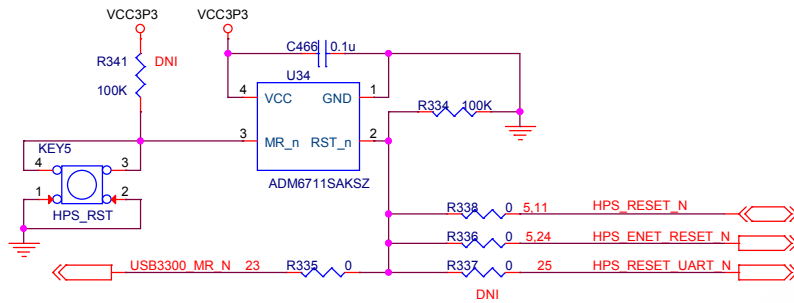 VCC3P3 VCC3P3
C466 0.1u
R341 DNI
U34
100K
4 VCC GND 1
R334 100K
3 MR_n RST_n 2
KEY5
4 3
ADM6711SAKSZ
1 2
HPS_RST
R338 0 5,11 HPS_RESET_N
R336 0 5,24 HPS_ENET_RESET_N
USB3300_MR_N 23 R335 0 R337 0 25 HPS_RESET_UART_N
DNI